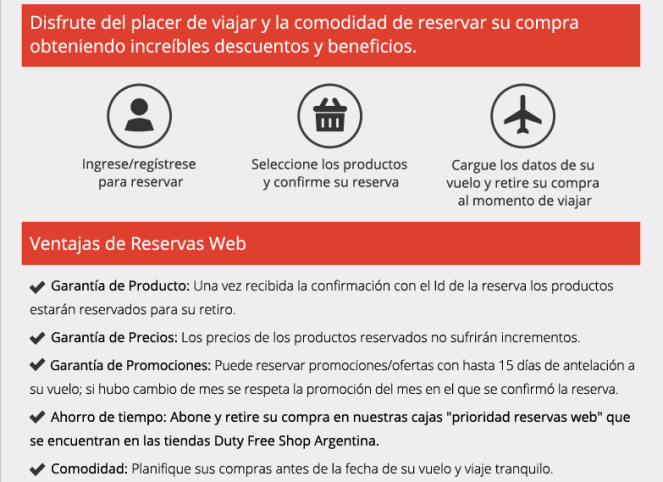 Disfrute del placer de viajar y la comodidad de reservar su compra
obteniendo increíbles descuentos y beneficios.
Ingrese/regístrese
para reservar
Seleccione los productos
y confirme su reserva
Cargue los datos de su
vuelo y retire su compra
al momento de viajar
Ventajas de Reservas Web
Garantía de Producto: Una vez recibida la confirmación con el Id de la reserva los productos
estarán reservados para su retiro.
Garantía de Precios: Los precios de los productos reservados no sufrirán incrementos.
Garantía de Promociones: Puede reservar promociones/ofertas con hasta 15 días de antelación a
su vuelo; si hubo cambio de mes se respeta la promoción del mes en el que se confirmó la reserva.
Ahorro de tiempo: Abone y retire su compra en nuestras cajas "prioridad reservas web" que
se encuentran en las tiendas Duty Free Shop Argentina.
Comodidad: Planifique sus compras antes de la fecha de su vuelo y viaje tranquilo.